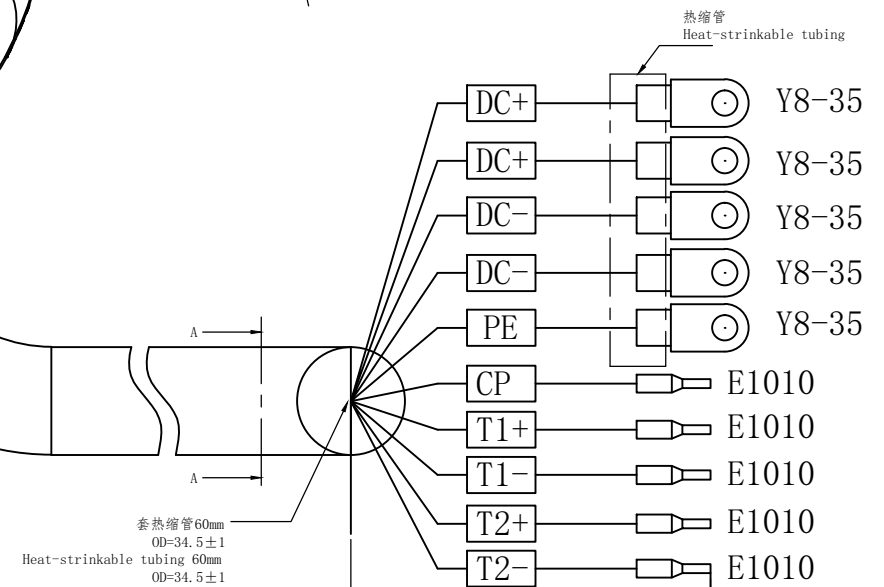 热缩管
Heat-strinkable tubing
DC+ Y8-35
DC+ Y8-35
DC- Y8-35
DC- Y8-35
PE Y8-35
CP E1010
T1+ E1010
T1- E1010
T2+ E1010
T2- E1010
A
A
套热缩管60mm
OD=34.5±1
Heat-strinkable tubing 60mm
OD=34.5±1